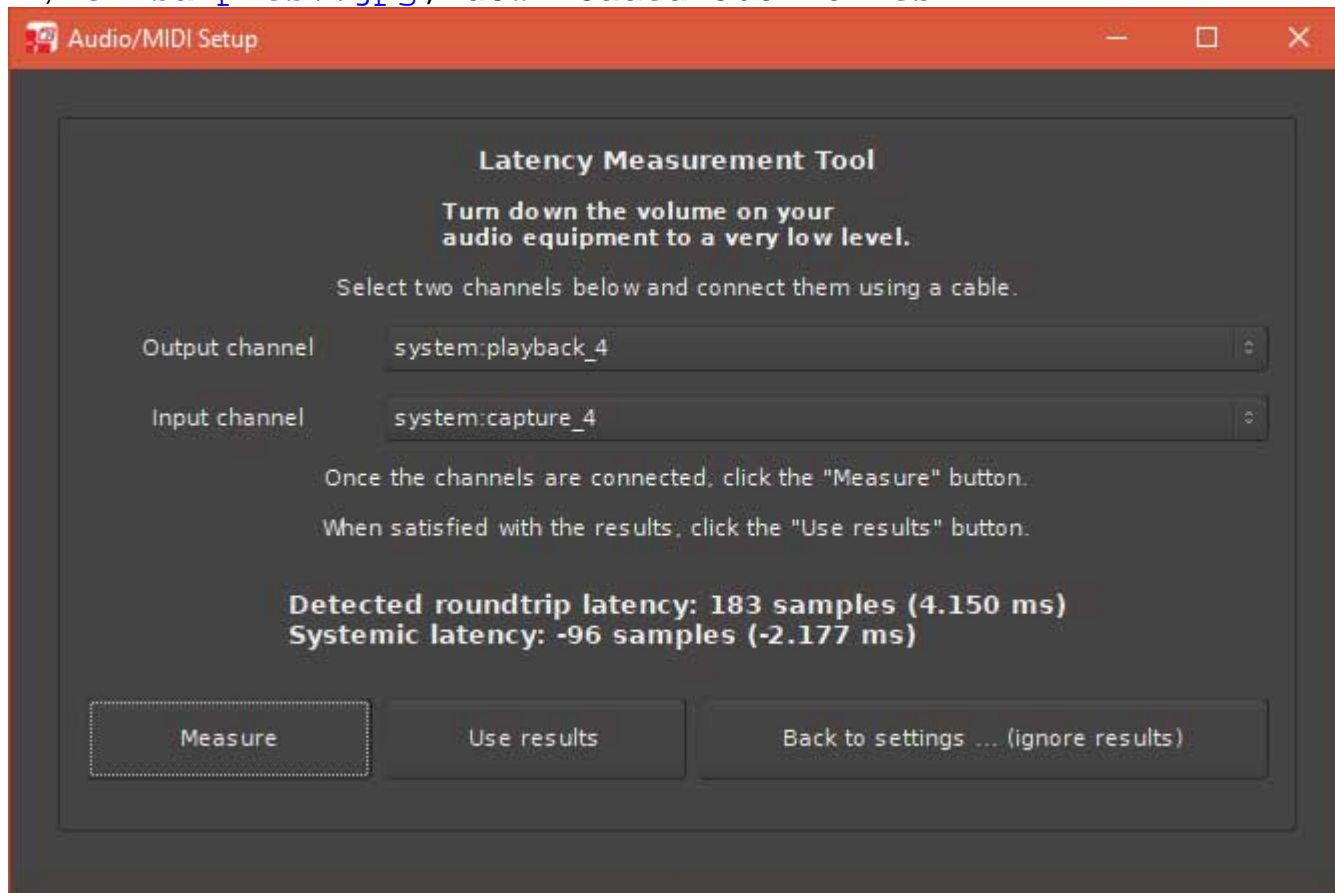 Audio/MIDI Setup
Latency Measurement Tool
Turn down the volume on your
audio equipment to a very low level.
Select two channels below and connect them using a cable.
Output channel system:playback_4
Input channel system:capture_4
Once the channels are connected, click the "Measure" button.
When satisfied with the results, click the "Use results" button.
Detected roundtrip latency: 183 samples (4.150 ms)
Systemic latency: -96 samples (-2.177 ms)
Measure Use results Back to settings ... (ignore results)